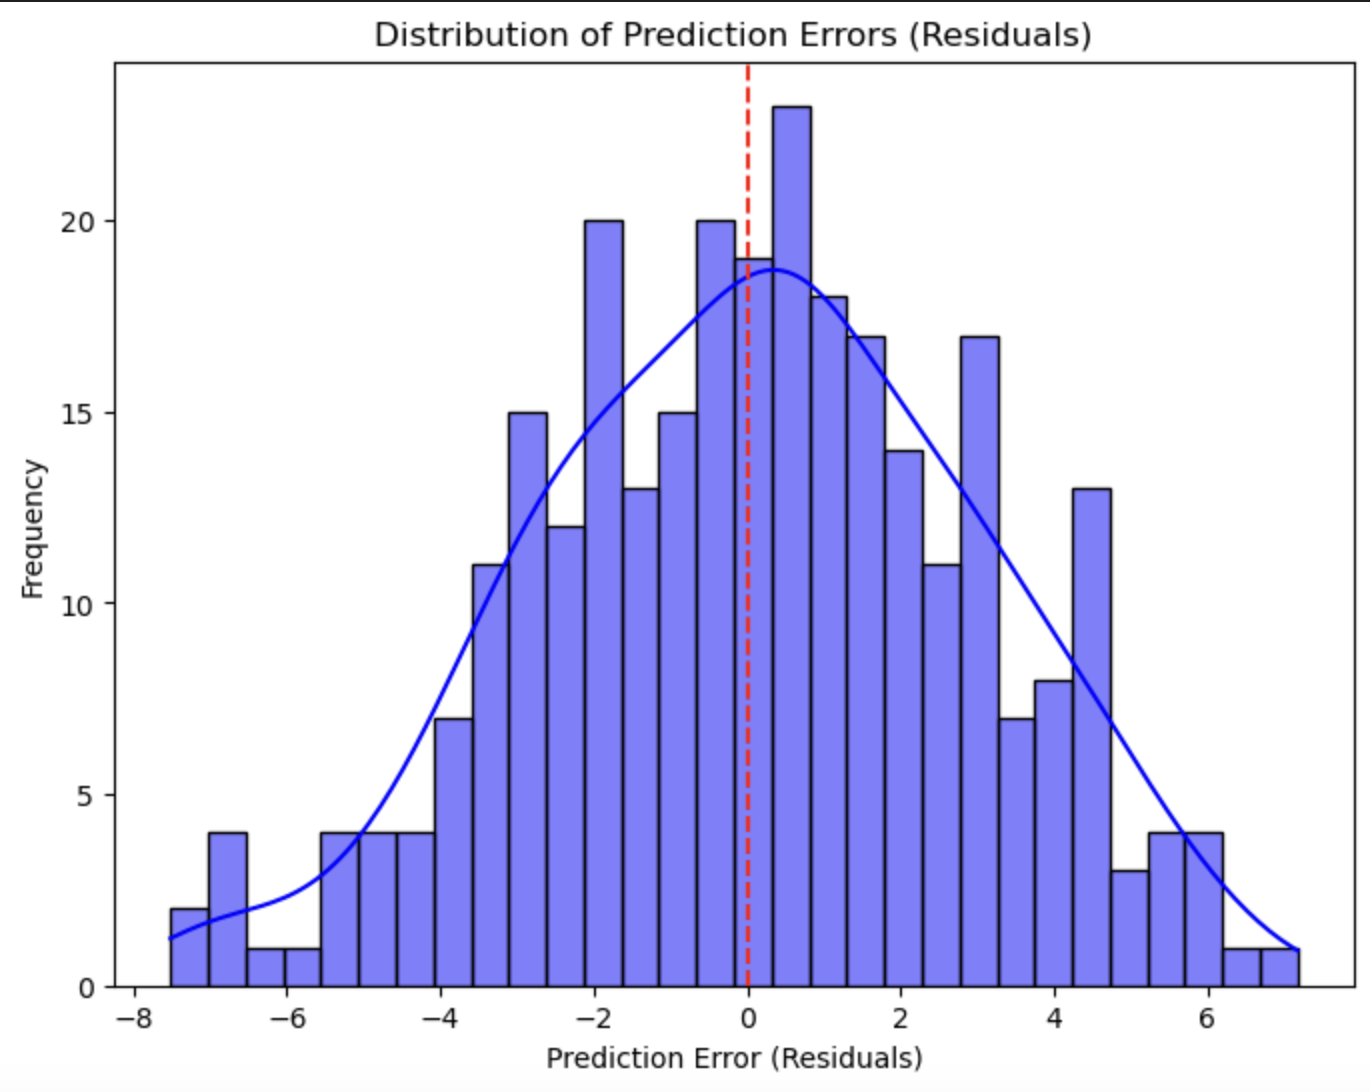 Distribution of Prediction Errors (Residuals)
Frequency
20
15
10
5
0
−8 −6 −4 −2 0 2 4 6
Prediction Error (Residuals)